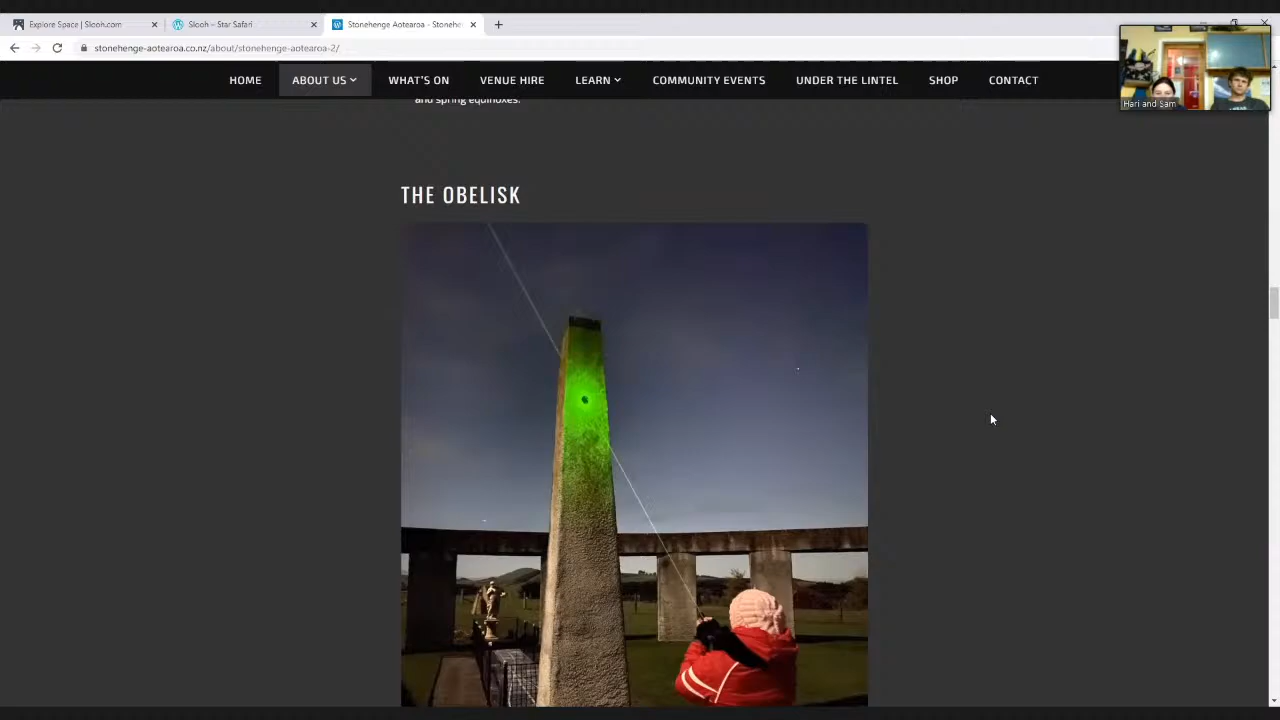 Explore Space | Slooh.com
Slooh – Star Safari
Stonehenge Aotearoa - Stonehe
stonehenge-aotearoa.co.nz/about/stonehenge-aotearoa-2/
HOME ABOUT US WHAT'S ON VENUE HIRE LEARN COMMUNITY EVENTS UNDER THE LINTEL SHOP CONTACT
Hari and Sam
and spring equinoxes.
THE OBELISK